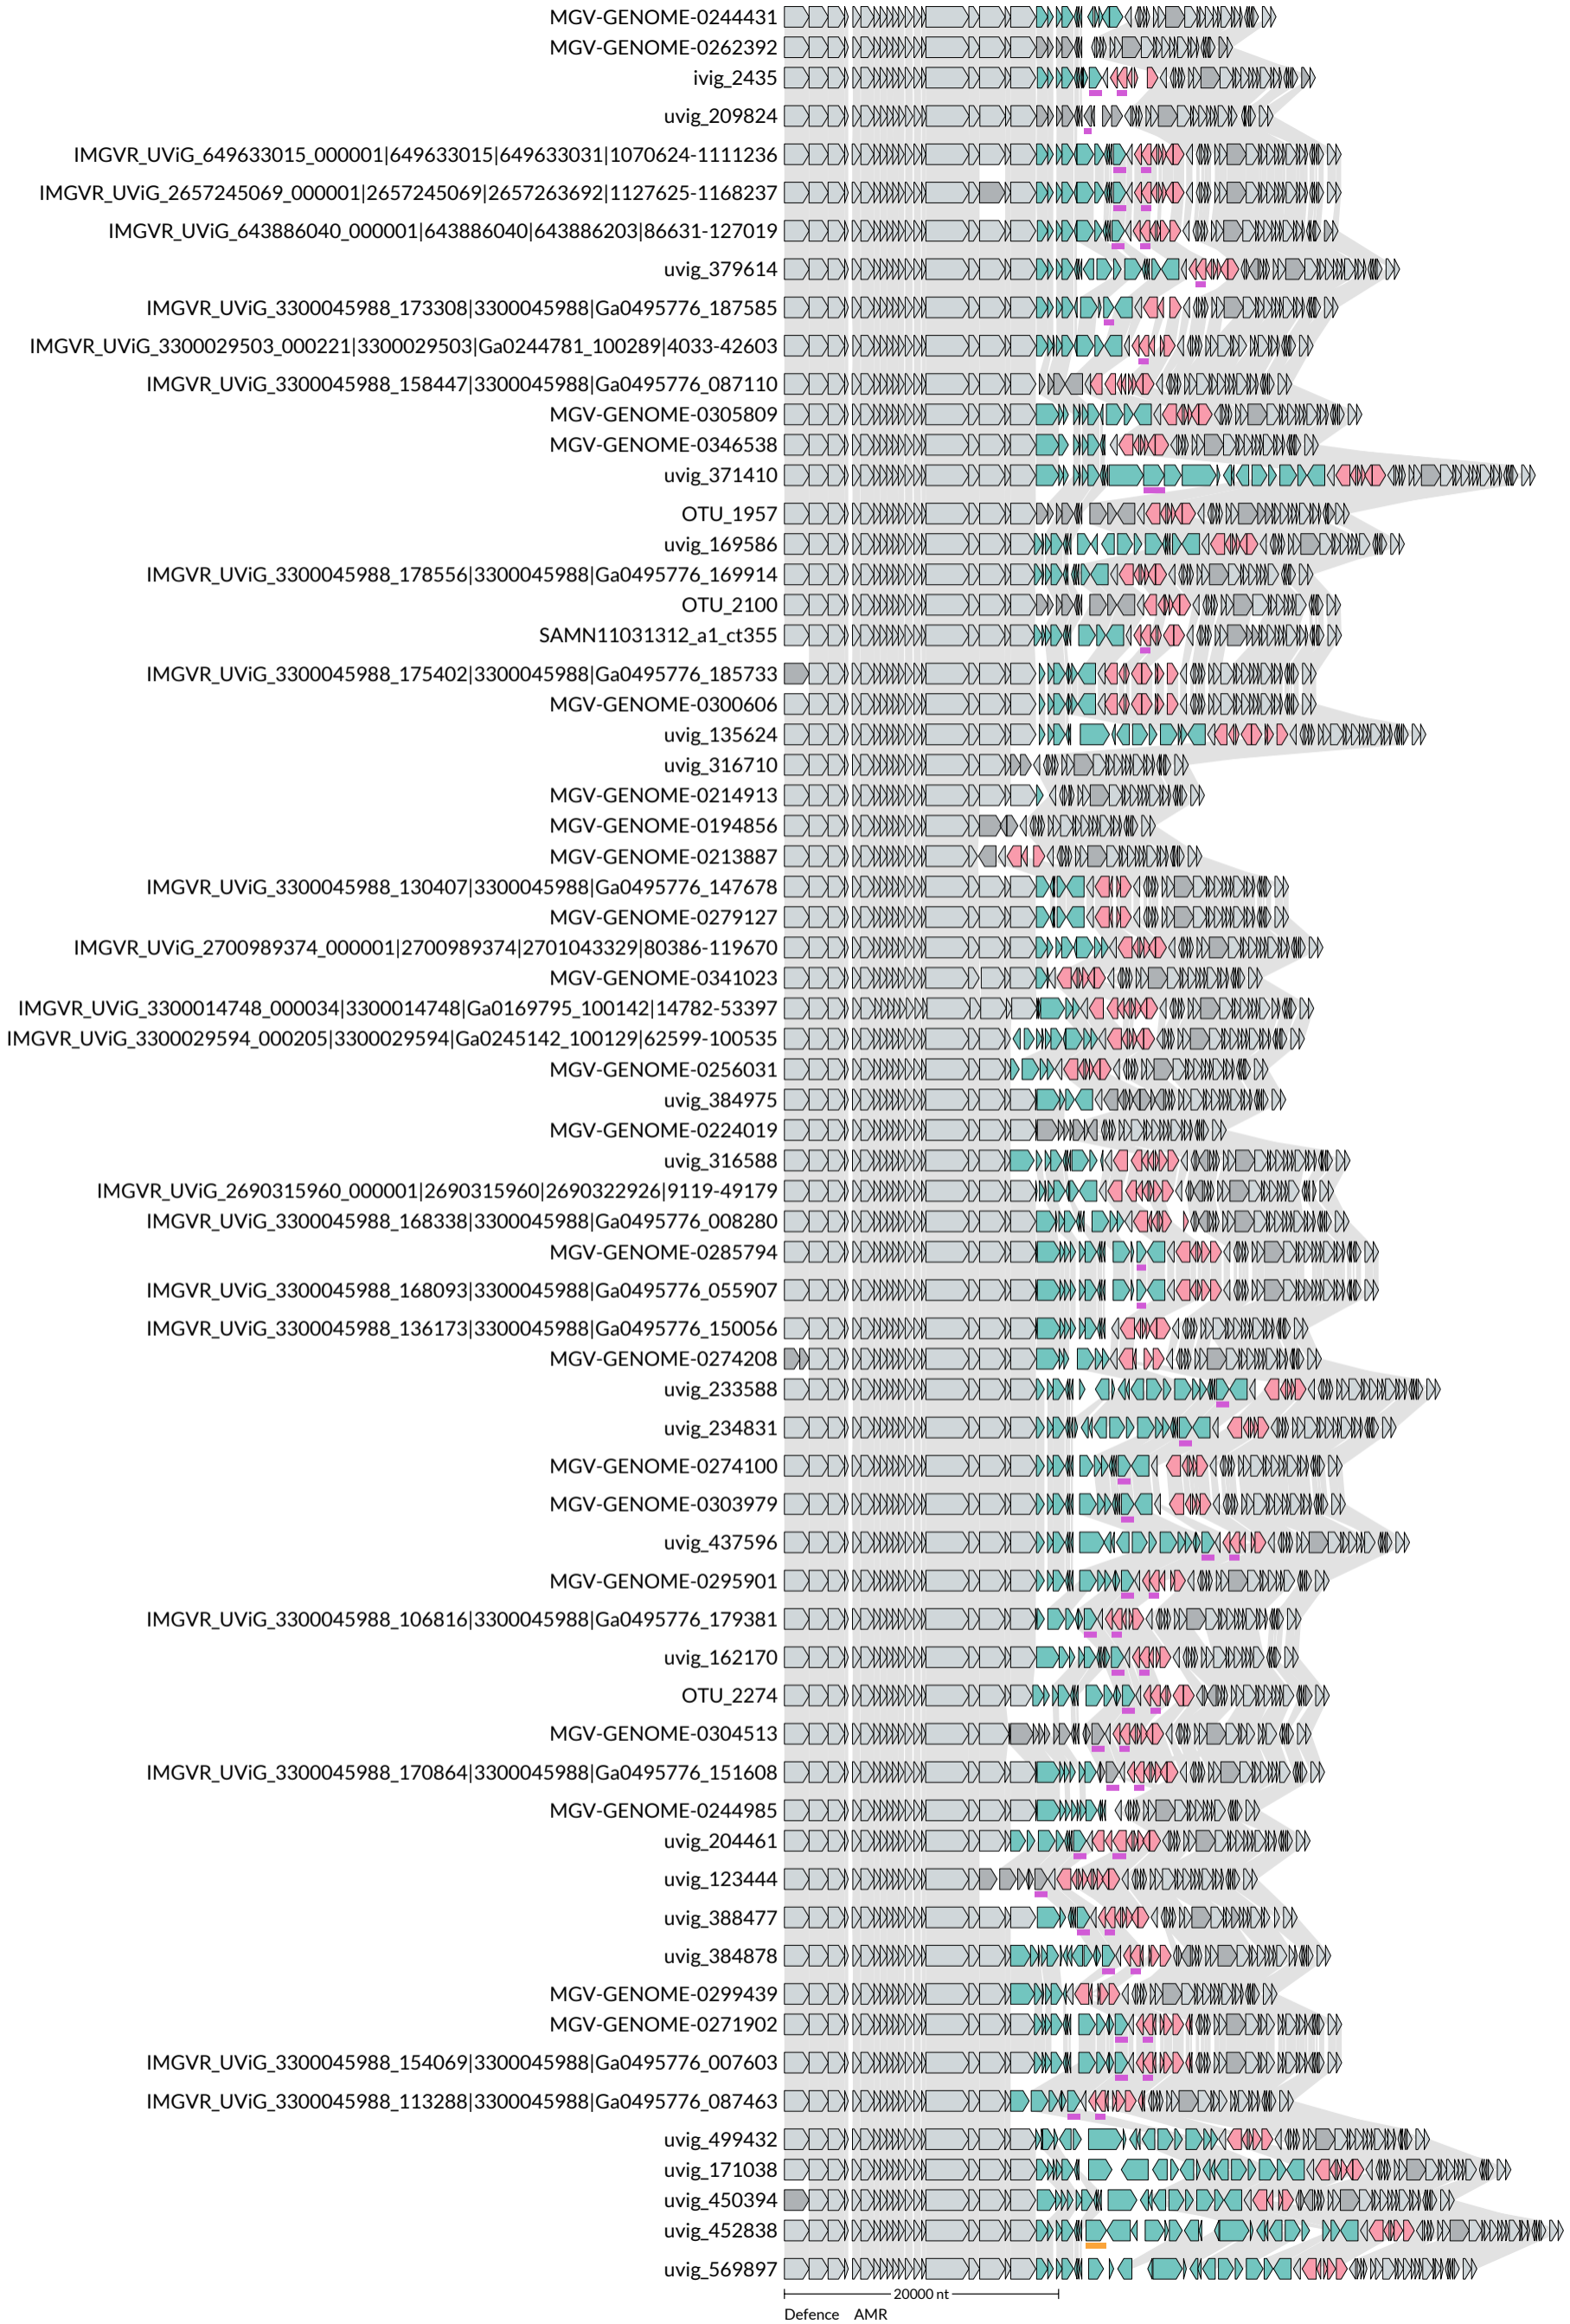 MGV-GENOME-0244431
MGV-GENOME-0262392
ivig_2435
uvig_209824
IMGVR_UViG_649633015_000001|649633015|649633031|1070624-1111236
IMGVR_UViG_2657245069_000001|2657245069|2657263692|1127625-1168237
IMGVR_UViG_643886040_000001|643886040|643886203|86631-127019
uvig_379614
IMGVR_UViG_3300045988_173308|3300045988|Ga0495776_187585
IMGVR_UViG_3300029503_000221|3300029503|Ga0244781_100289|4033-42603
IMGVR_UViG_3300045988_158447|3300045988|Ga0495776_087110
MGV-GENOME-0305809
MGV-GENOME-0346538
uvig_371410
OTU_1957
uvig_169586
IMGVR_UViG_3300045988_178556|3300045988|Ga0495776_169914
OTU_2100
SAMN11031312_a1_ct355
IMGVR_UViG_3300045988_175402|3300045988|Ga0495776_185733
MGV-GENOME-0300606
uvig_135624
uvig_316710
MGV-GENOME-0214913
MGV-GENOME-0194856
MGV-GENOME-0213887
IMGVR_UViG_3300045988_130407|3300045988|Ga0495776_147678
MGV-GENOME-0279127
IMGVR_UViG_2700989374_000001|2700989374|2701043329|80386-119670
MGV-GENOME-0341023
IMGVR_UViG_3300014748_000034|3300014748|Ga0169795_100142|14782-53397
IMGVR_UViG_3300029594_000205|3300029594|Ga0245142_100129|62599-100535
MGV-GENOME-0256031
uvig_384975
MGV-GENOME-0224019
uvig_316588
IMGVR_UViG_2690315960_000001|2690315960|2690322926|9119-49179
IMGVR_UViG_3300045988_168338|3300045988|Ga0495776_008280
MGV-GENOME-0285794
IMGVR_UViG_3300045988_168093|3300045988|Ga0495776_055907
IMGVR_UViG_3300045988_136173|3300045988|Ga0495776_150056
MGV-GENOME-0274208
uvig_233588
uvig_234831
MGV-GENOME-0274100
MGV-GENOME-0303979
uvig_437596
MGV-GENOME-0295901
IMGVR_UViG_3300045988_106816|3300045988|Ga0495776_179381
uvig_162170
OTU_2274
MGV-GENOME-0304513
IMGVR_UViG_3300045988_170864|3300045988|Ga0495776_151608
MGV-GENOME-0244985
uvig_204461
uvig_123444
uvig_388477
uvig_384878
MGV-GENOME-0299439
MGV-GENOME-0271902
IMGVR_UViG_3300045988_154069|3300045988|Ga0495776_007603
IMGVR_UViG_3300045988_113288|3300045988|Ga0495776_087463
uvig_499432
uvig_171038
uvig_450394
uvig_452838
uvig_569897
20000 nt
Defence AMR